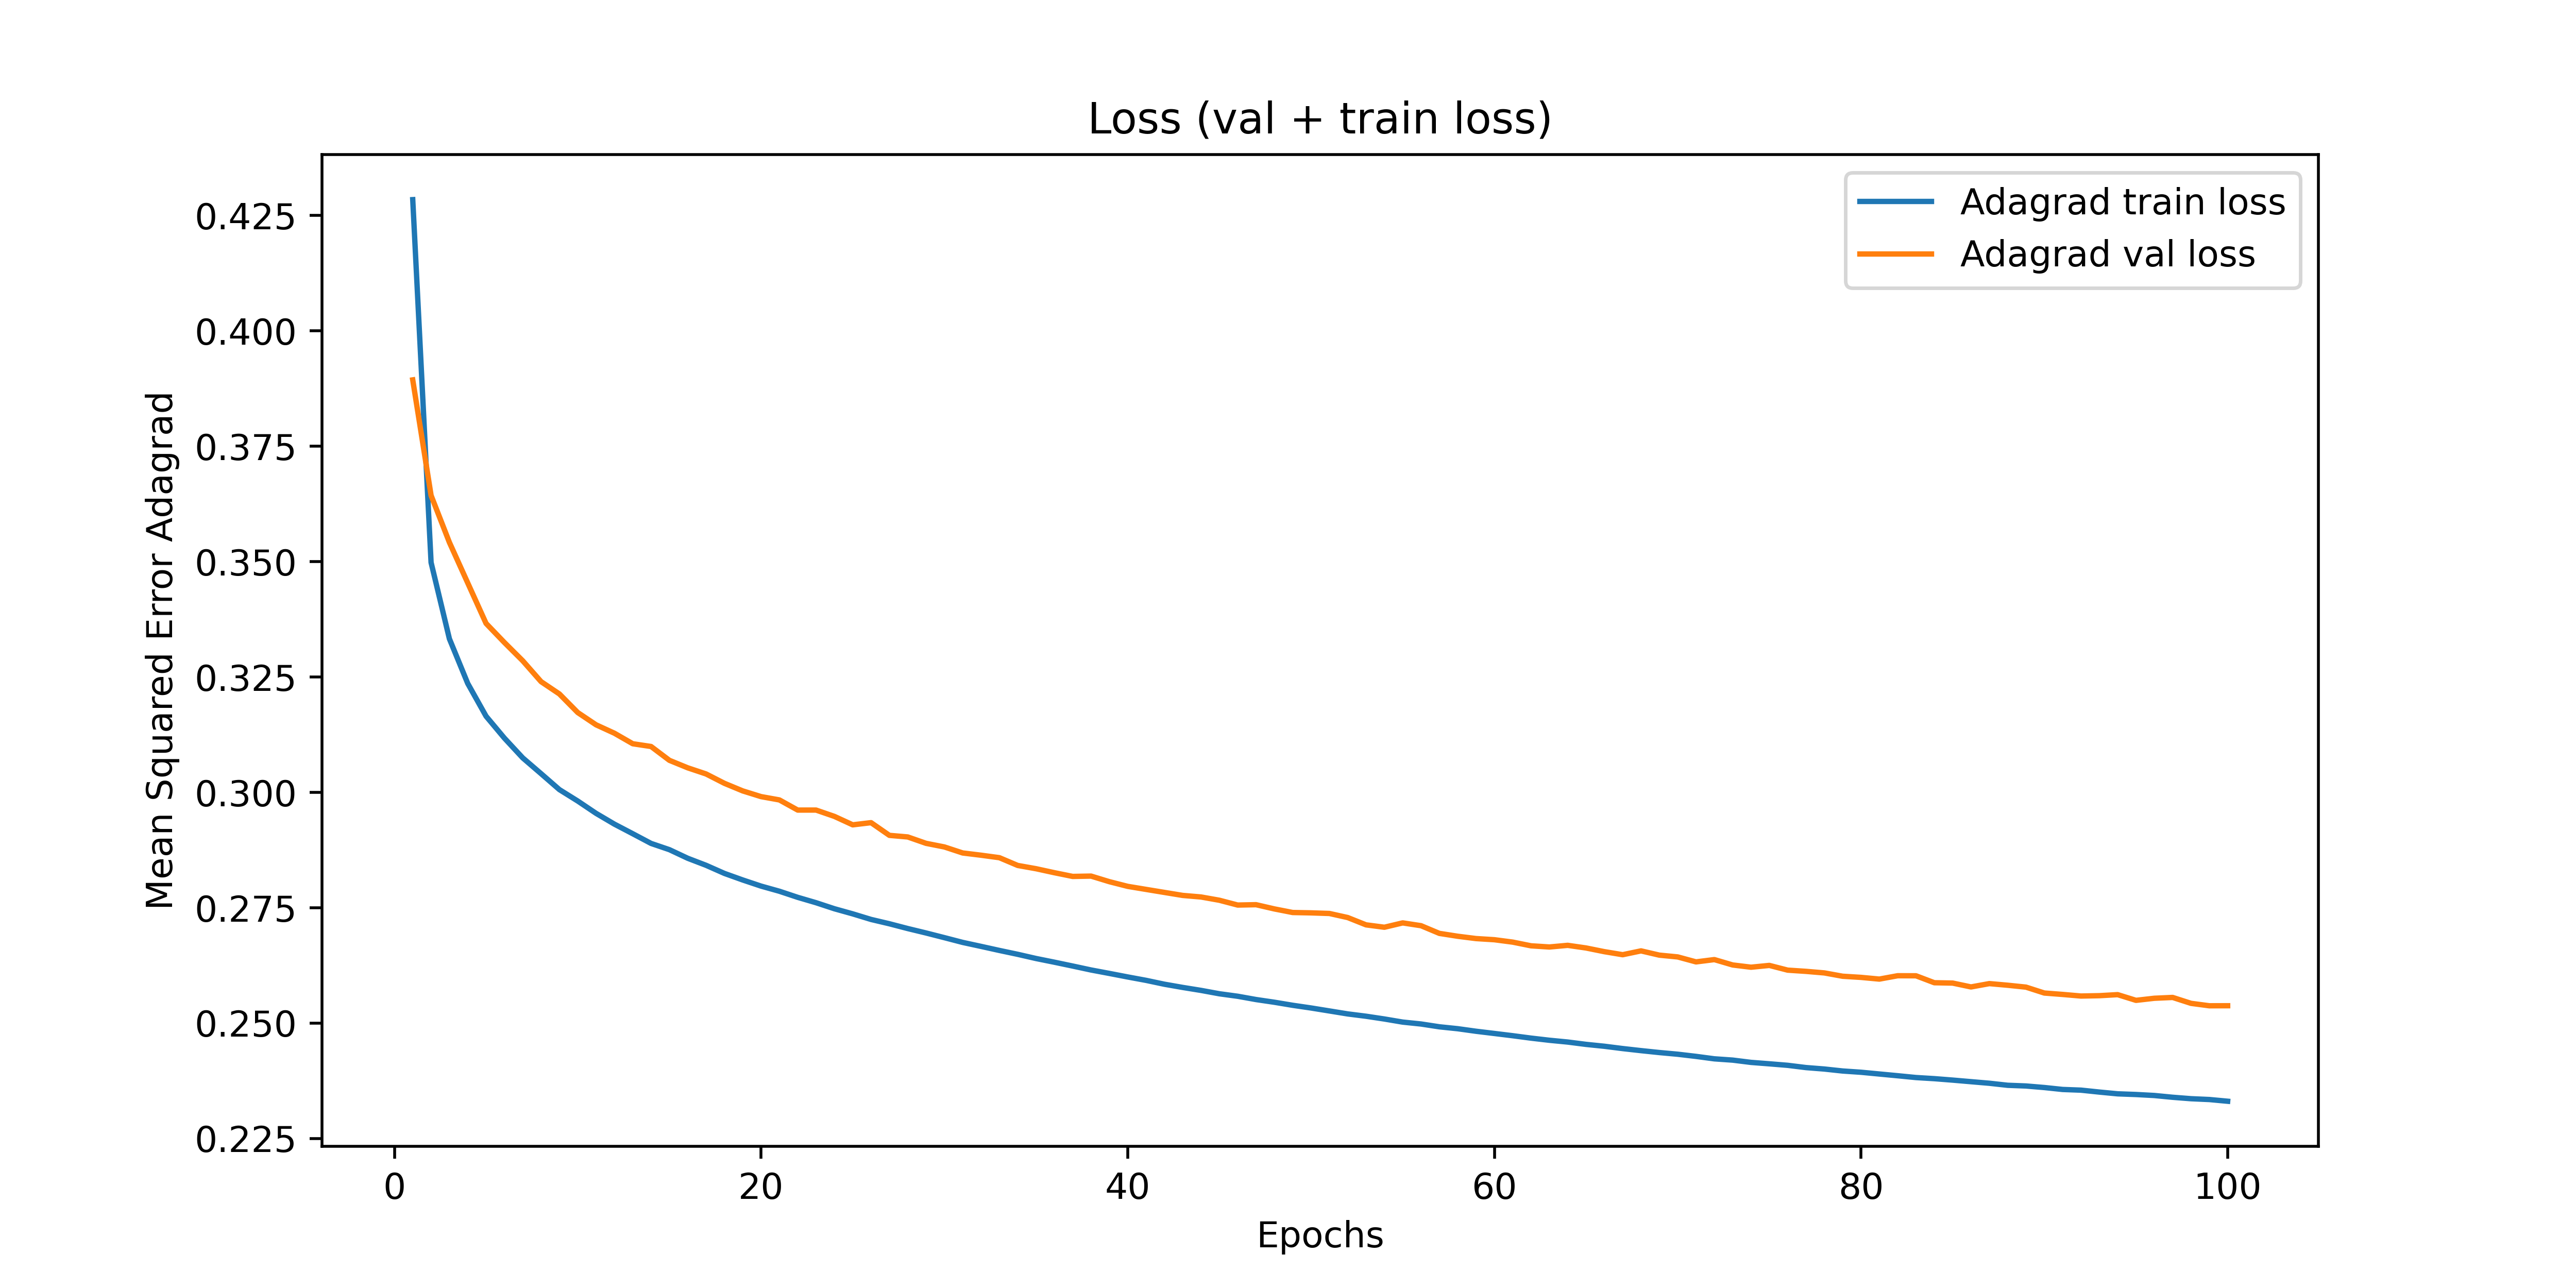 Loss (val + train loss)
Adagrad train loss
Adagrad val loss
Mean Squared Error Adagrad
0.425
0.400
0.375
0.350
0.325
0.300
0.275
0.250
0.225
0 20 40 60 80 100
Epochs